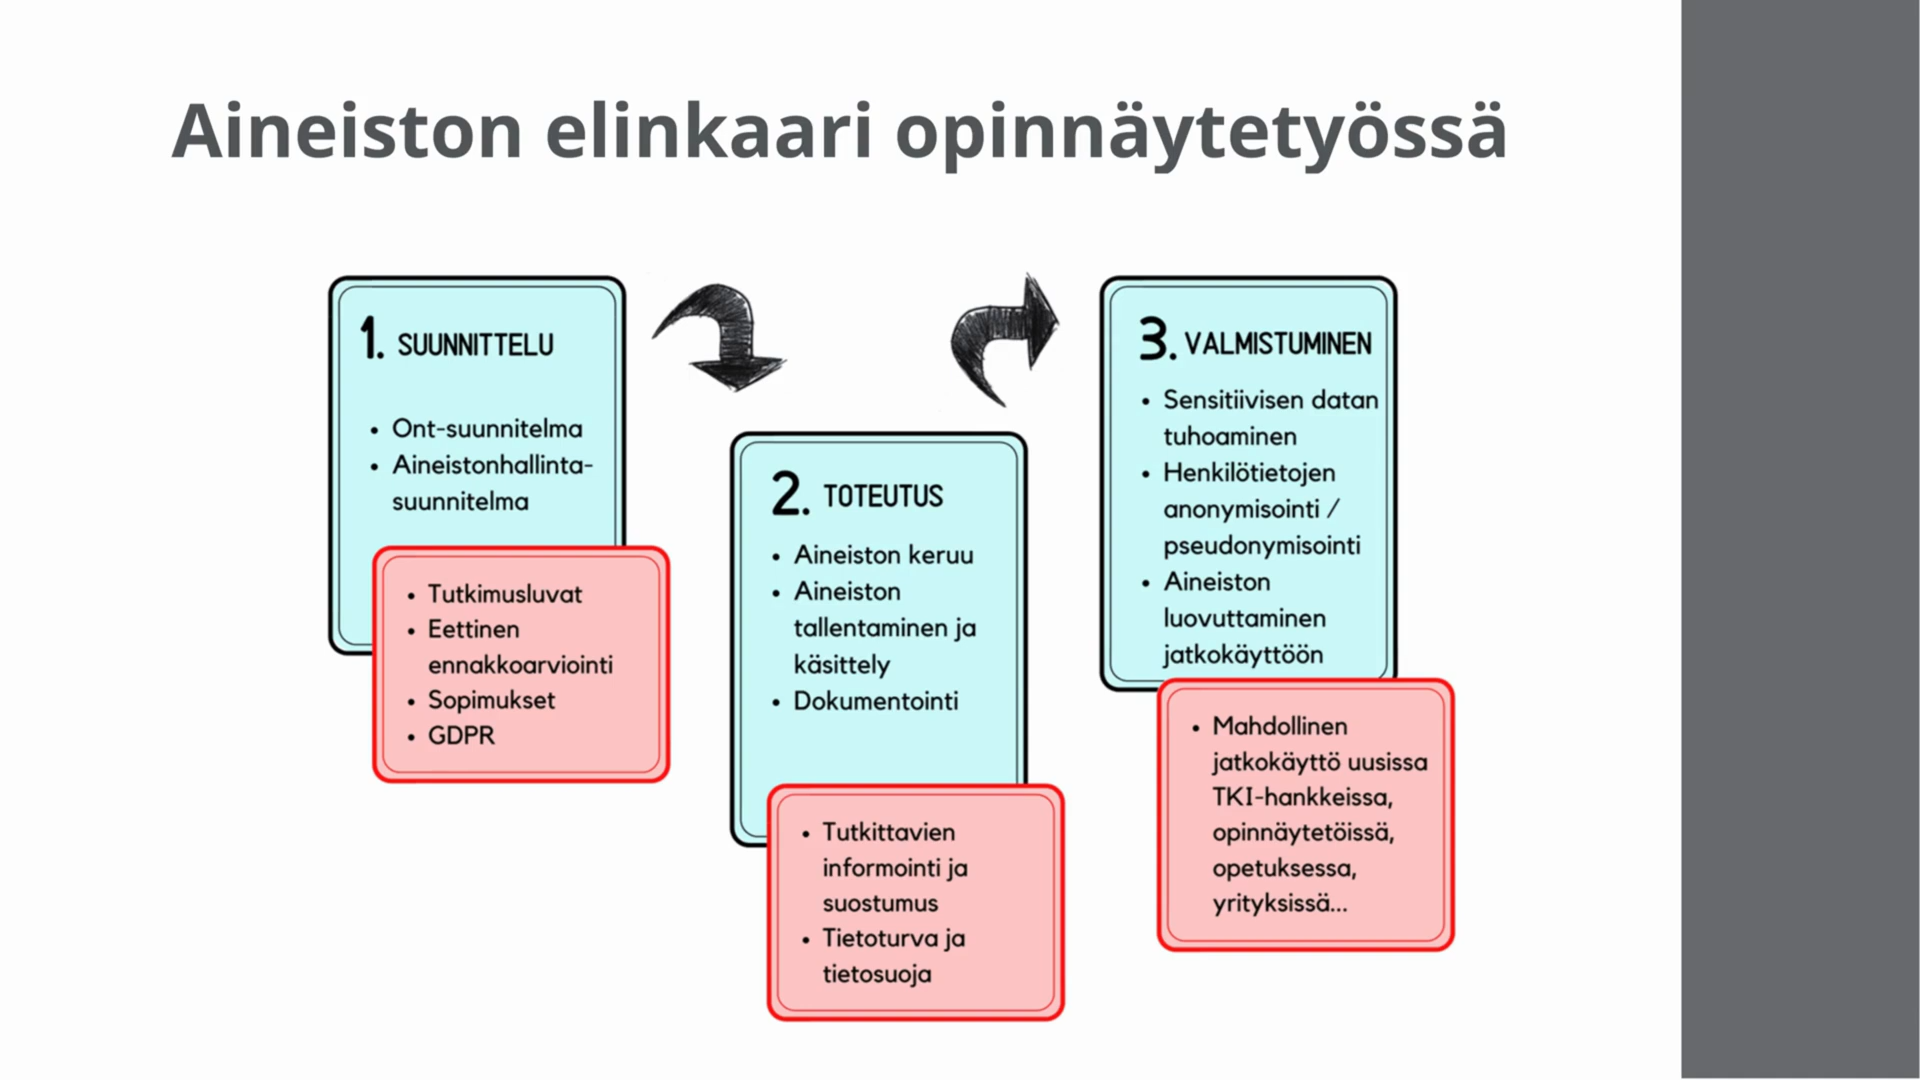 Aineiston elinkaari opinnäytetyössä
1. SUUNNITTELU
• Ont-suunnitelma
• Aineistonhallinta-
suunnitelma
• Tutkimusluvat
• Eettinen
ennakkoarviointi
• Sopimukset
• GDPR
2. TOTEUTUS
• Aineiston keruu
• Aineiston
tallentaminen ja
käsittely
• Dokumentointi
• Tutkittavien
informointi ja
suostumus
• Tietoturva ja
tietosuoja
3. VALMISTUMINEN
• Sensitiivisen datan
tuhoaminen
• Henkilötietojen
anonymisointi /
pseudonymisointi
• Aineiston
luovuttaminen
jatkokäyttöön
• Mahdollinen
jatkokäyttö uusissa
TKI-hankkeissa,
opinnäytetöissä,
opetuksessa,
yrityksissä...